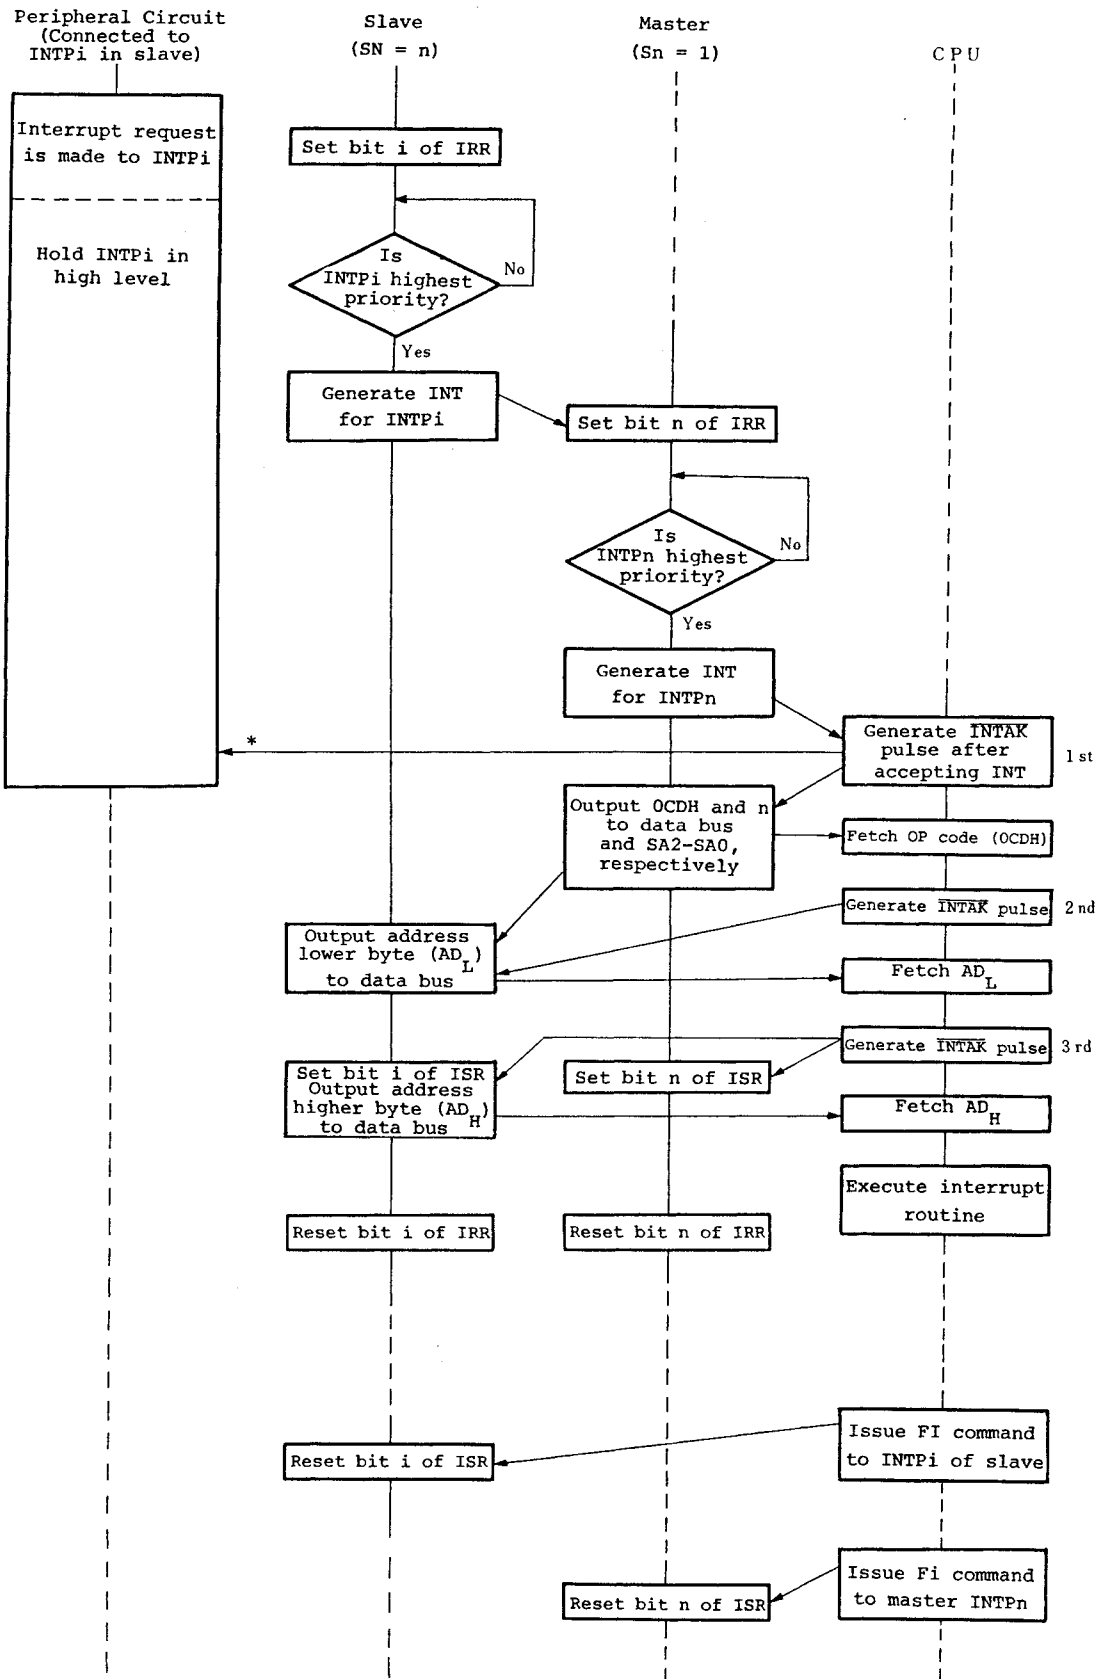 Peripheral Circuit
(Connected to
INTPi in slave)
Slave
(SN = n)
Master
(Sn = 1)
CPU
Interrupt request
is made to INTPi
Hold INTPi in
high level
Set bit i of IRR
Is
INTPi highest
priority?
No
Yes
Generate INT
for INTPi
Set bit n of IRR
Is
INTPn highest
priority?
No
Yes
Generate INT
for INTPn
Generate INTAK
pulse after
accepting INT
1st
*
Output OCDH and n
to data bus
and SA2-SA0,
respectively
Fetch OP code (OCDH)
Generate INTAK pulse
2nd
Output address
lower byte (ADL)
to data bus
Fetch ADL
Generate INTAK pulse
3rd
Set bit i of ISR
Output address
higher byte (ADH)
to data bus
Set bit n of ISR
Fetch ADH
Execute interrupt
routine
Reset bit i of IRR
Reset bit n of IRR
Issue FI command
to INTPi of slave
Reset bit i of ISR
Issue Fi command
to master INTPn
Reset bit n of ISR